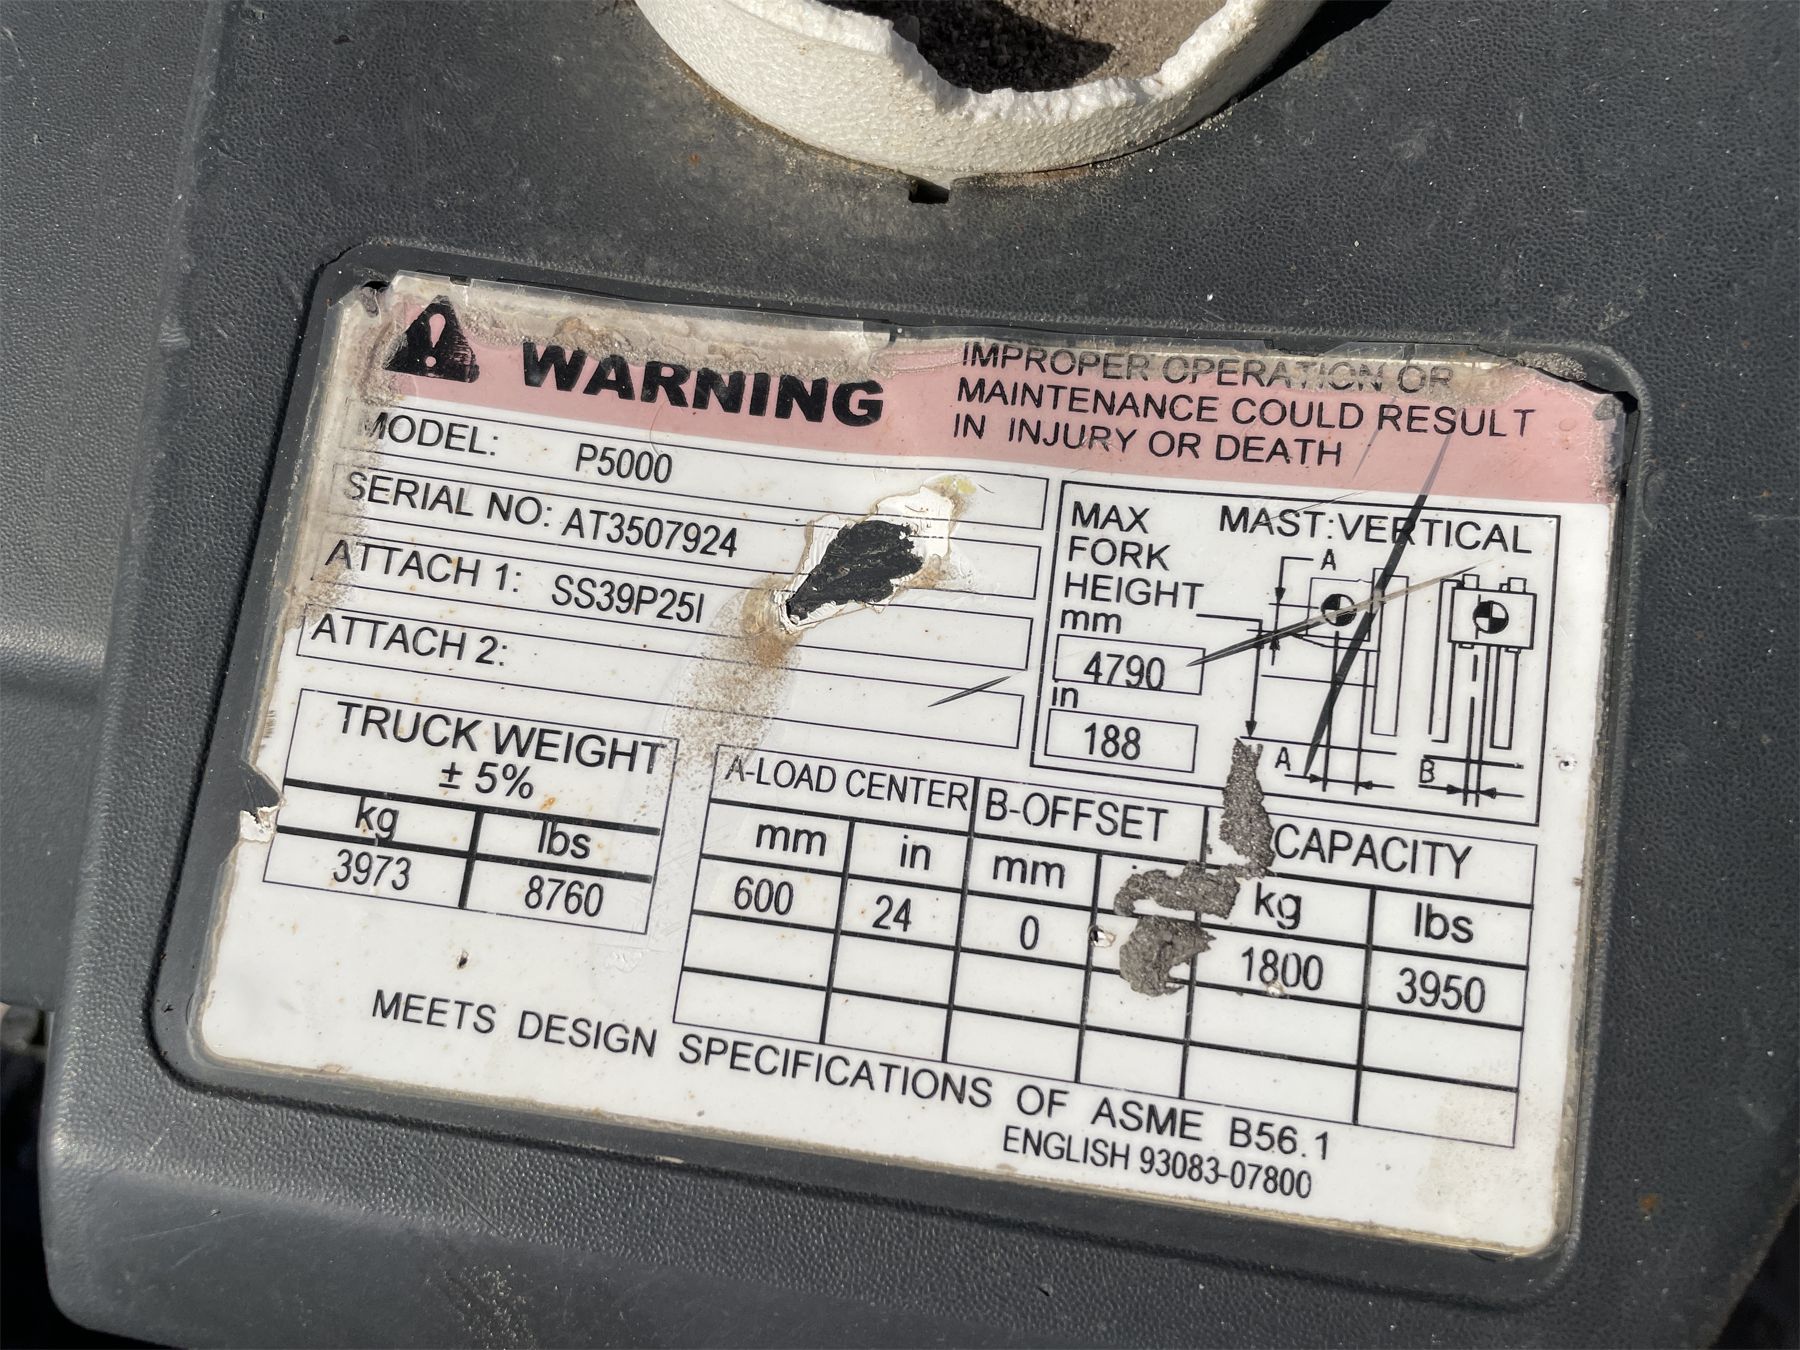 WARNING
IMPROPER OPERATION OR
MAINTENANCE COULD RESULT
IN INJURY OR DEATH
MODEL: P5000
SERIAL NO: AT3507924
ATTACH 1: SS39P25I
ATTACH 2:
MAX
FORK
HEIGHT
mm
4790
in
188
MAST:VERTICAL
A
A
B
TRUCK WEIGHT
± 5%
kg lbs
3973 8760
A-LOAD CENTER B-OFFSET CAPACITY
mm in mm kg lbs
600 24 0 1800 3950
MEETS DESIGN SPECIFICATIONS OF ASME B56.1
ENGLISH 93083-07800